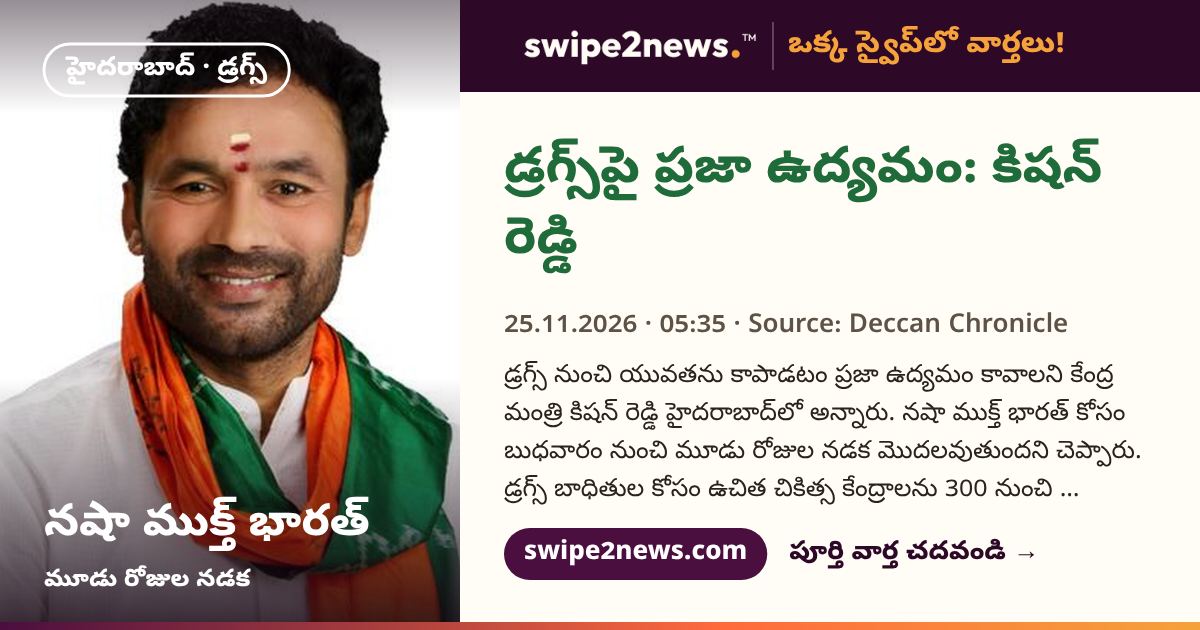 హైదరాబాద్ · డ్రగ్స్
నషా ముక్త్ భారత్
మూడు రోజుల నడక
swipe2news.™ ఒక్క స్వైప్‌లో వార్తలు!
డ్రగ్స్‌పై ప్రజా ఉద్యమం: కిషన్
రెడ్డి
25.11.2026 · 05:35 · Source: Deccan Chronicle
డ్రగ్స్ నుంచి యువతను కాపాడటం ప్రజా ఉద్యమం కావాలని కేంద్ర
మంత్రి కిషన్ రెడ్డి హైదరాబాద్‌లో అన్నారు. నషా ముక్త్ భారత్ కోసం
బుధవారం నుంచి మూడు రోజుల నడక మొదలవుతుందని చెప్పారు.
డ్రగ్స్ బాధితుల కోసం ఉచిత చికిత్స కేంద్రాలను 300 నుంచి ...
swipe2news.com పూర్తి వార్త చదవండి →